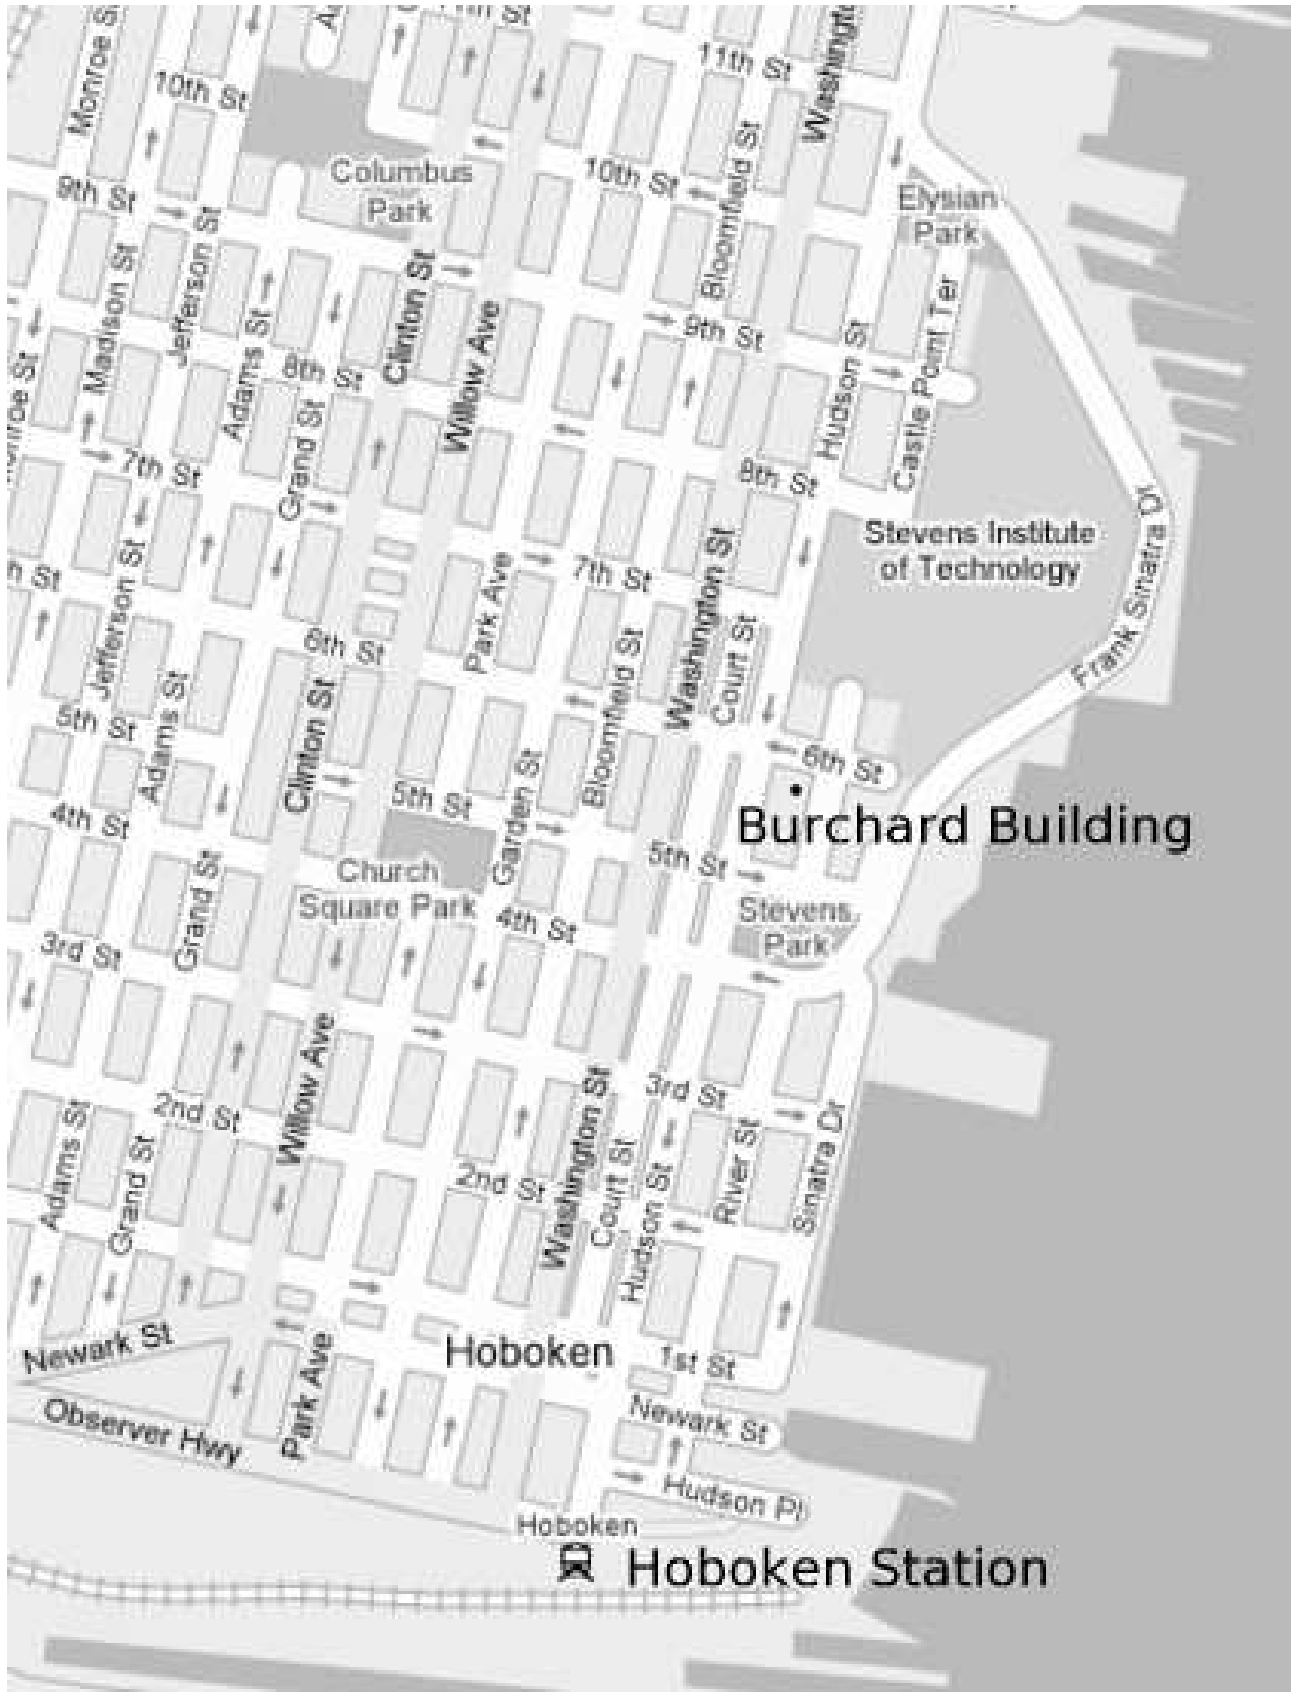 11th St
Washingt
Monroe S
11th St
10th St
Bloomfield St
Columbus
Park
10th St
9th St
Elysian
Park
Jefferson St
Madison St
Clinton St
Castle Point Ter
Adams St
Willow Ave
9th St
Hudson St
8th St
Grand St
7th St
8th St
Stevens Institute
of Technology
Frank Sinatra Dr
Washington St
Park Ave
7th St
h St
Jefferson St
6th St
Court St
Bloomfield St
Adams St
Clinton St
5th St
6th St
Garden St
5th St
4th St
Burchard Building
5th St
Church
Square Park
Grand St
4th St
Stevens
Park
3rd St
Willow Ave
3rd St
2nd St
Washington St
Adams St
Grand St
River St
Sinatra Dr
Court St
2nd St
Hudson St
Newark St
Park Ave
Hoboken
1st St
Observer Hwy
Newark St
Hudson Pl
Hoboken
Hoboken Station